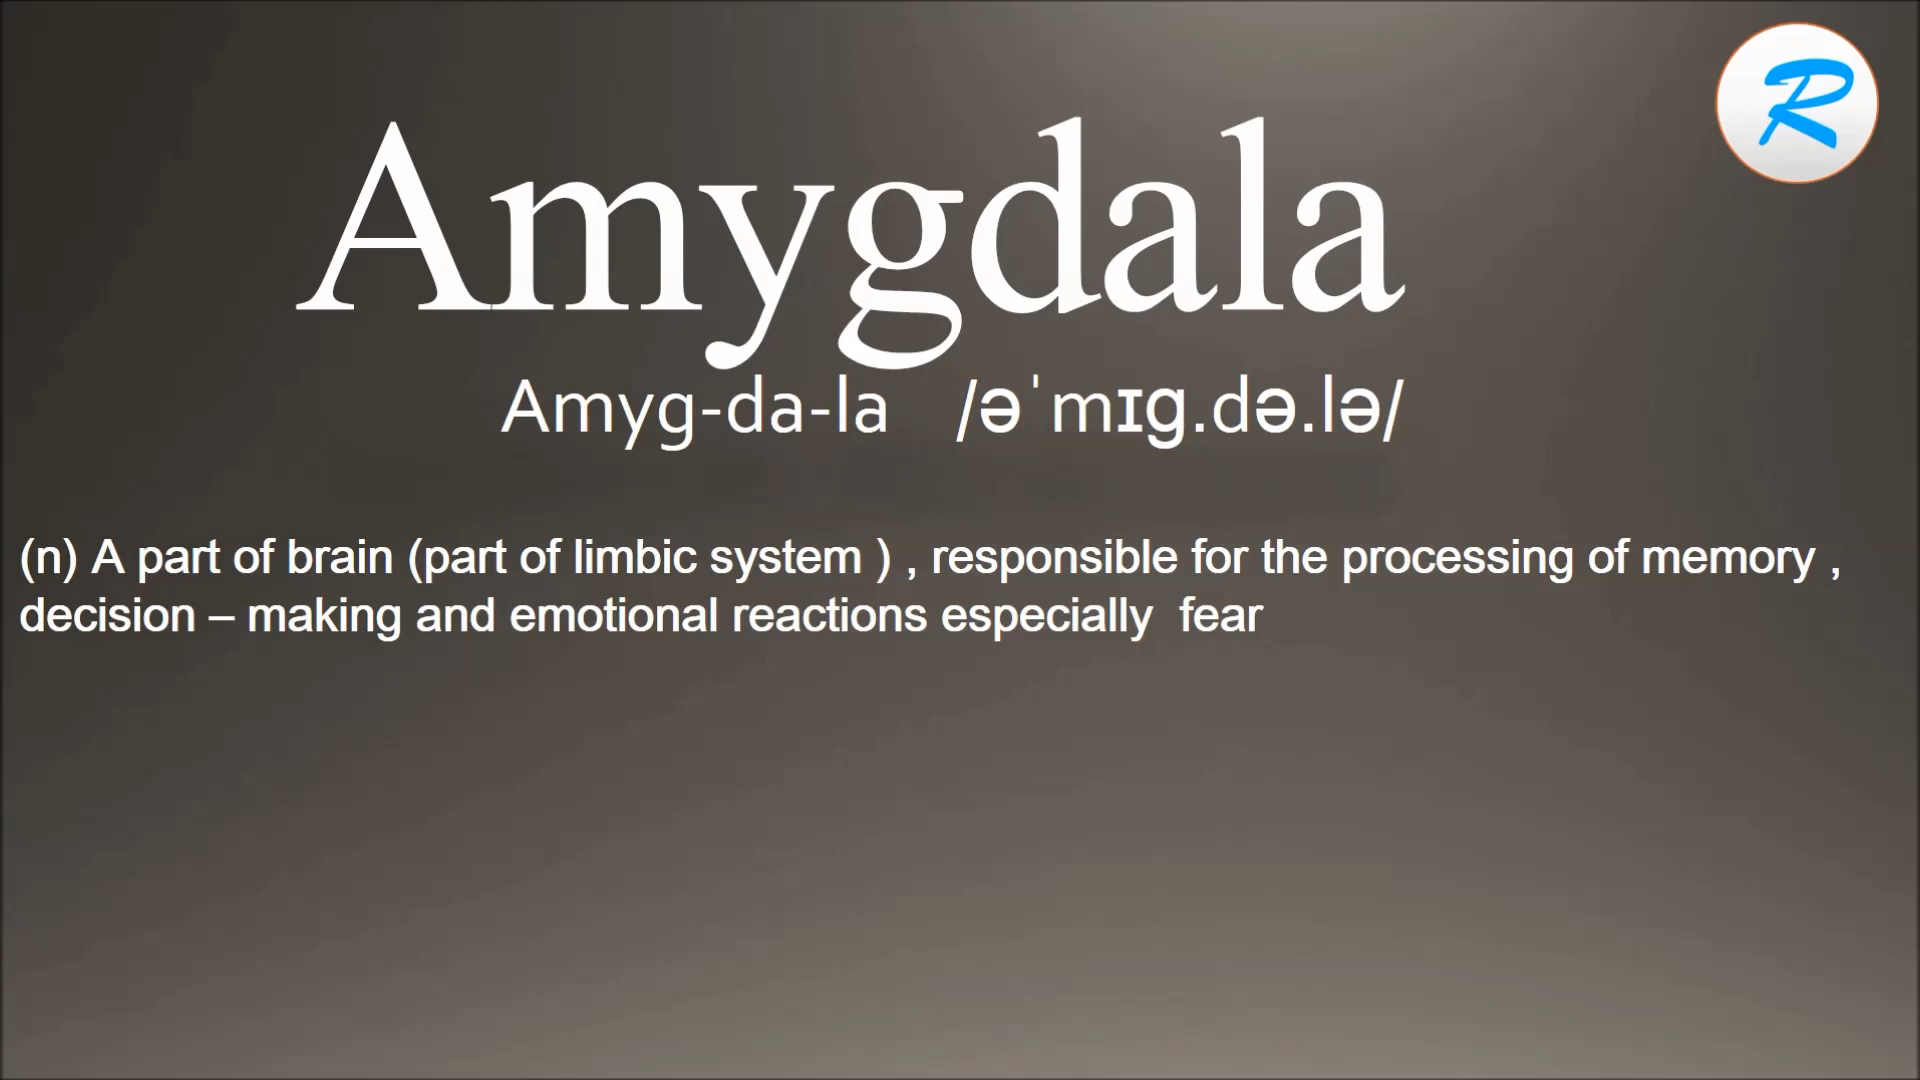 R
Amygdala
Amyg-da-la /əˈmɪɡ.də.lə/
(n) A part of brain (part of limbic system ) , responsible for the processing of memory ,
decision – making and emotional reactions especially  fear